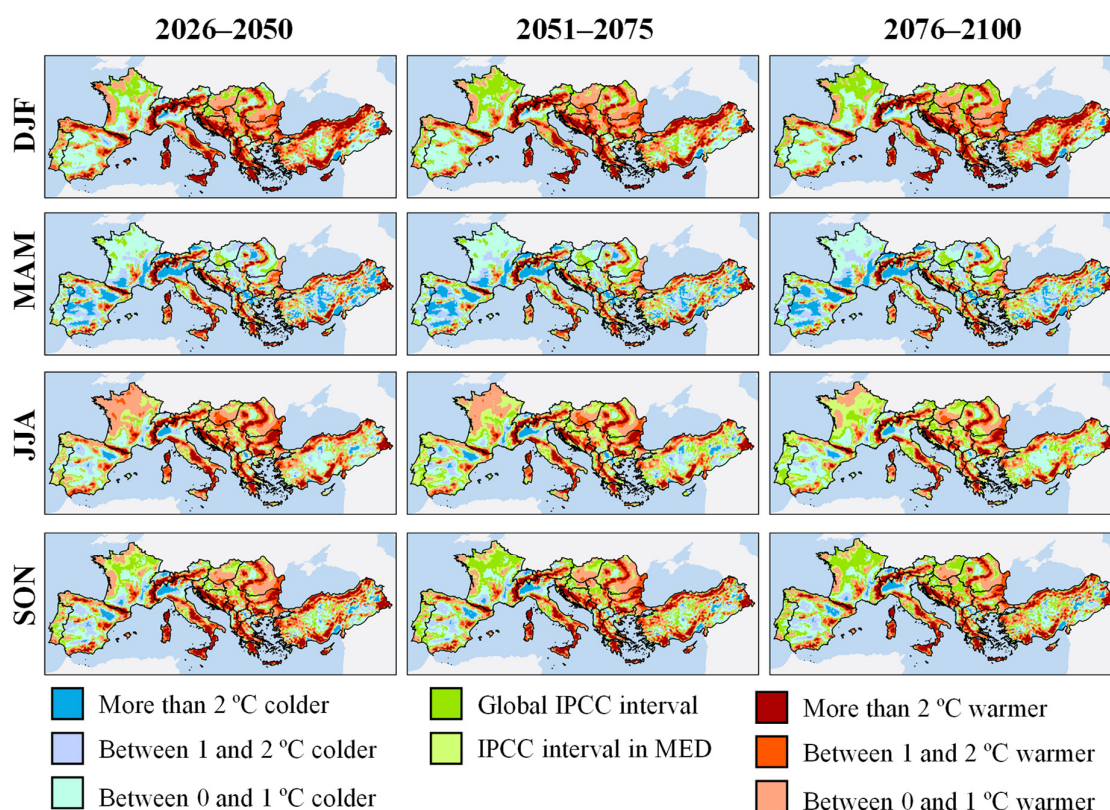 2026–2050 2051–2075 2076–2100
DJF
MAM
JJA
SON
More than 2 ºC colder Global IPCC interval More than 2 ºC warmer
Between 1 and 2 ºC colder IPCC interval in MED Between 1 and 2 ºC warmer
Between 0 and 1 ºC colder Between 0 and 1 ºC warmer